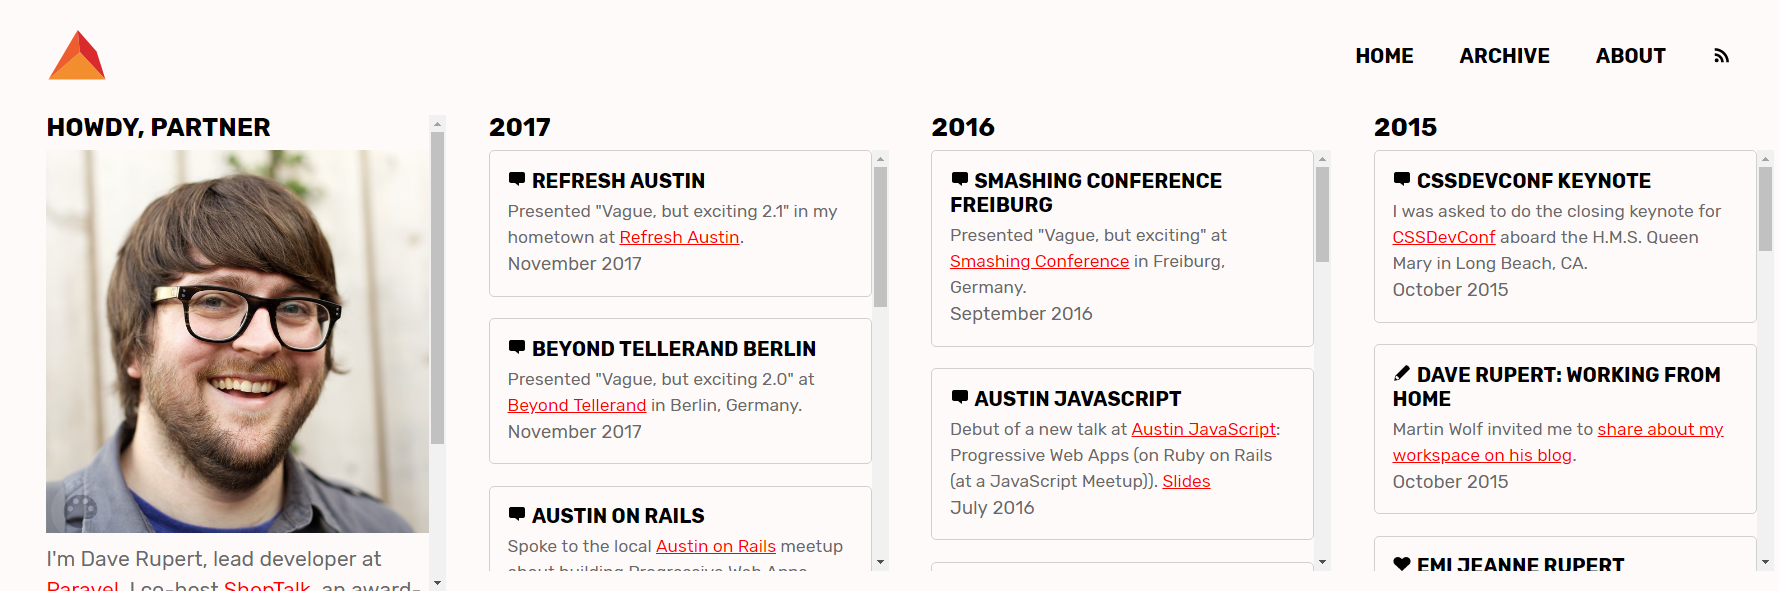 HOME ARCHIVE ABOUT
HOWDY, PARTNER
I'm Dave Rupert, lead developer at
Paravel. I co-host ShopTalk, an award-
2017
REFRESH AUSTIN
Presented "Vague, but exciting 2.1" in my
hometown at Refresh Austin.
November 2017
BEYOND TELLERAND BERLIN
Presented "Vague, but exciting 2.0" at
Beyond Tellerand in Berlin, Germany.
November 2017
AUSTIN ON RAILS
Spoke to the local Austin on Rails meetup
about building Progressive Web Apps
2016
SMASHING CONFERENCE
FREIBURG
Presented "Vague, but exciting" at
Smashing Conference in Freiburg,
Germany.
September 2016
AUSTIN JAVASCRIPT
Debut of a new talk at Austin JavaScript:
Progressive Web Apps (on Ruby on Rails
(at a JavaScript Meetup)). Slides
July 2016
2015
CSSDEVCONF KEYNOTE
I was asked to do the closing keynote for
CSSDevConf aboard the H.M.S. Queen
Mary in Long Beach, CA.
October 2015
DAVE RUPERT: WORKING FROM
HOME
Martin Wolf invited me to share about my
workspace on his blog.
October 2015
EMI JEANNE RUPERT